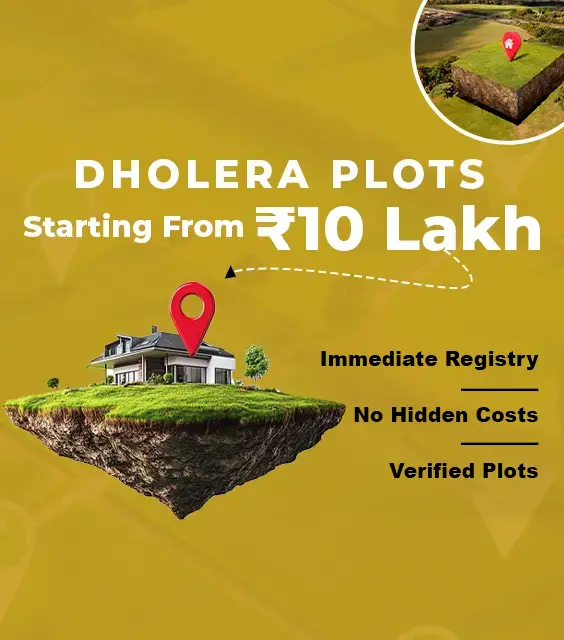 DHOLERA PLOTS
Starting From ₹10 Lakh
Immediate Registry
No Hidden Costs
Verified Plots